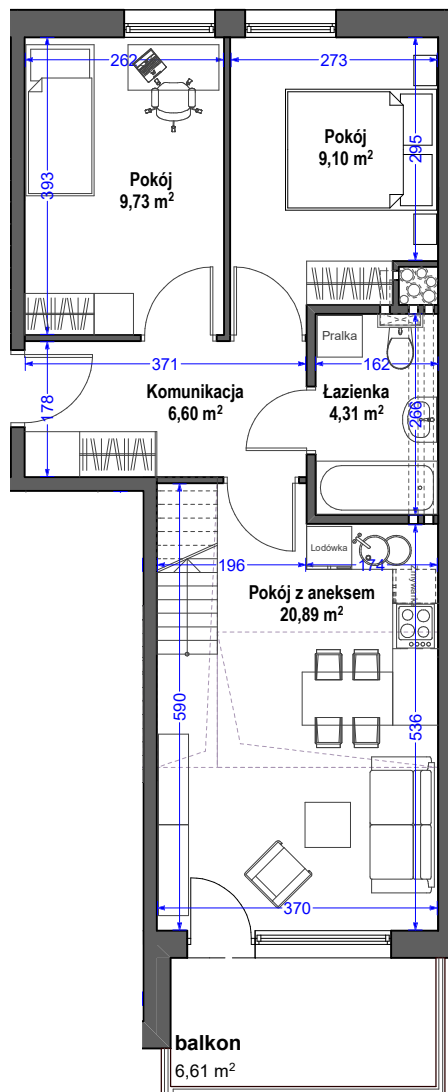 262
273
Pokój
9,10 m²
295
393
Pokój
9,73 m²
Pralka
371
162
178
Komunikacja
6,60 m²
Łazienka
4,31 m²
266
Lodówka
196
174
Zmywarka
Pokój z aneksem
20,89 m²
590
536
370
balkon
6,61 m²